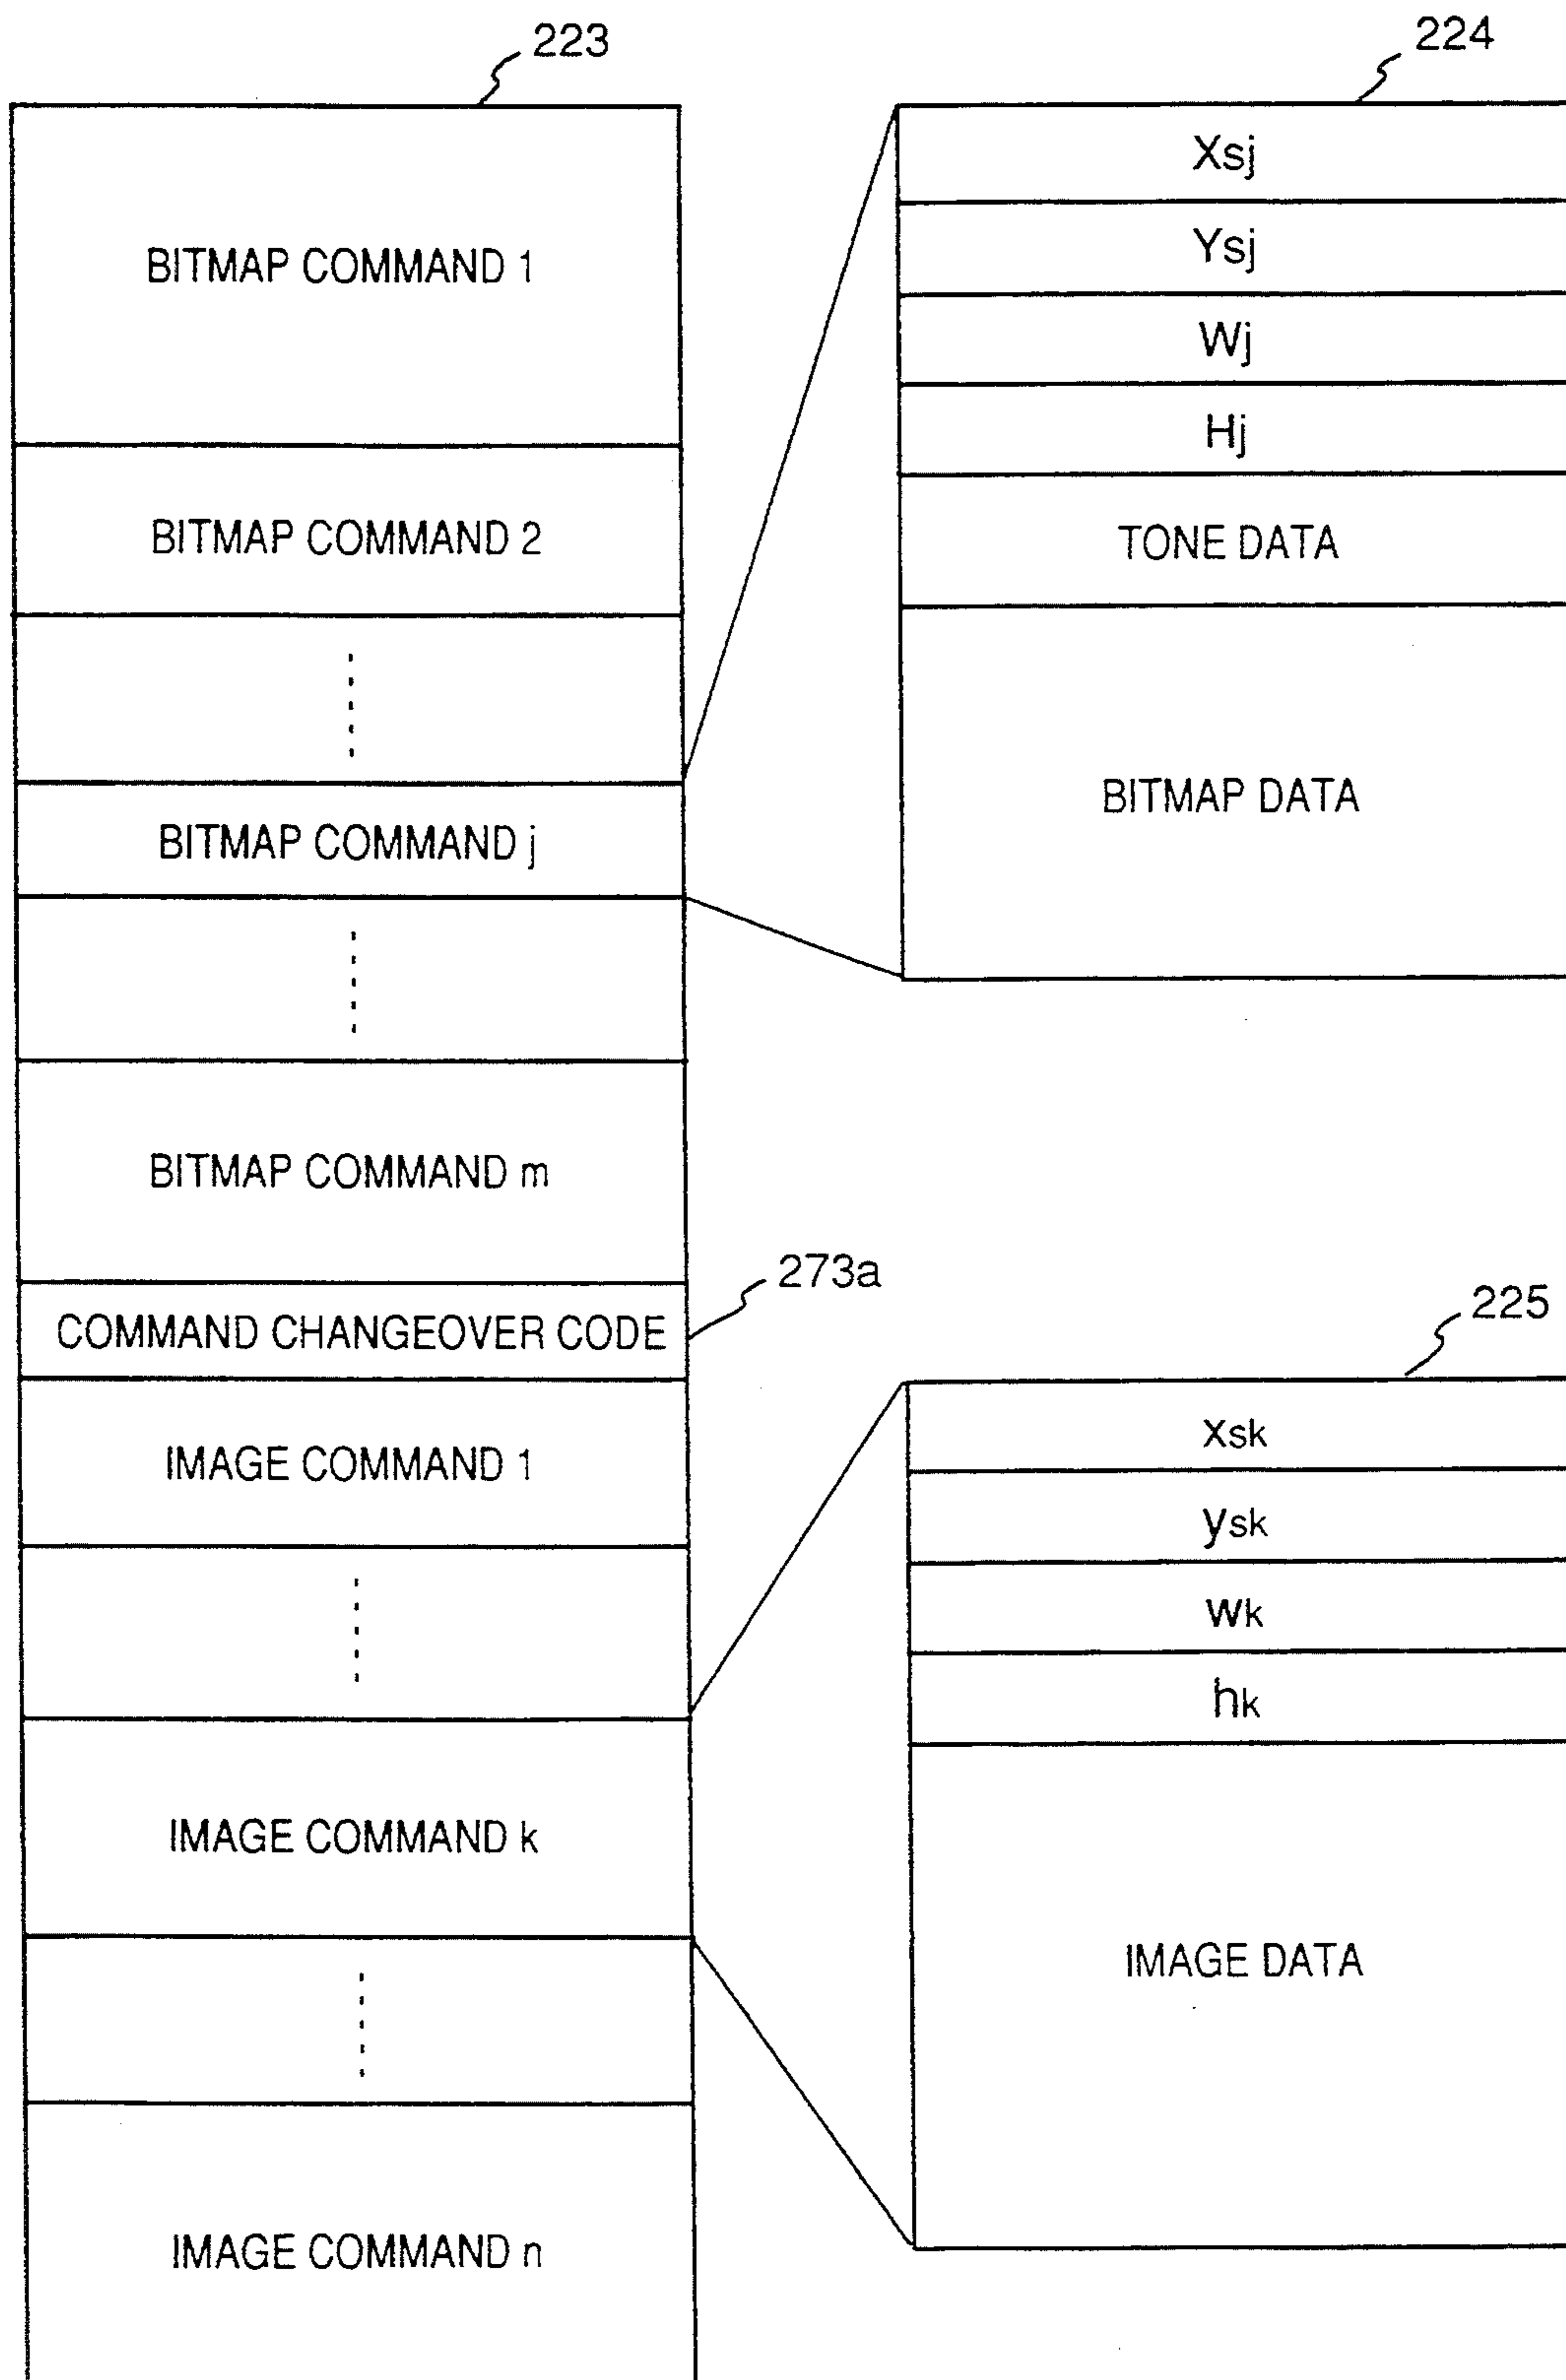 223
BITMAP COMMAND 1
BITMAP COMMAND 2
BITMAP COMMAND j
BITMAP COMMAND m
COMMAND CHANGEOVER CODE
273a
IMAGE COMMAND 1
IMAGE COMMAND k
IMAGE COMMAND n
224
Xsj
Ysj
Wj
Hj
TONE DATA
BITMAP DATA
225
xsk
ysk
wk
hk
IMAGE DATA